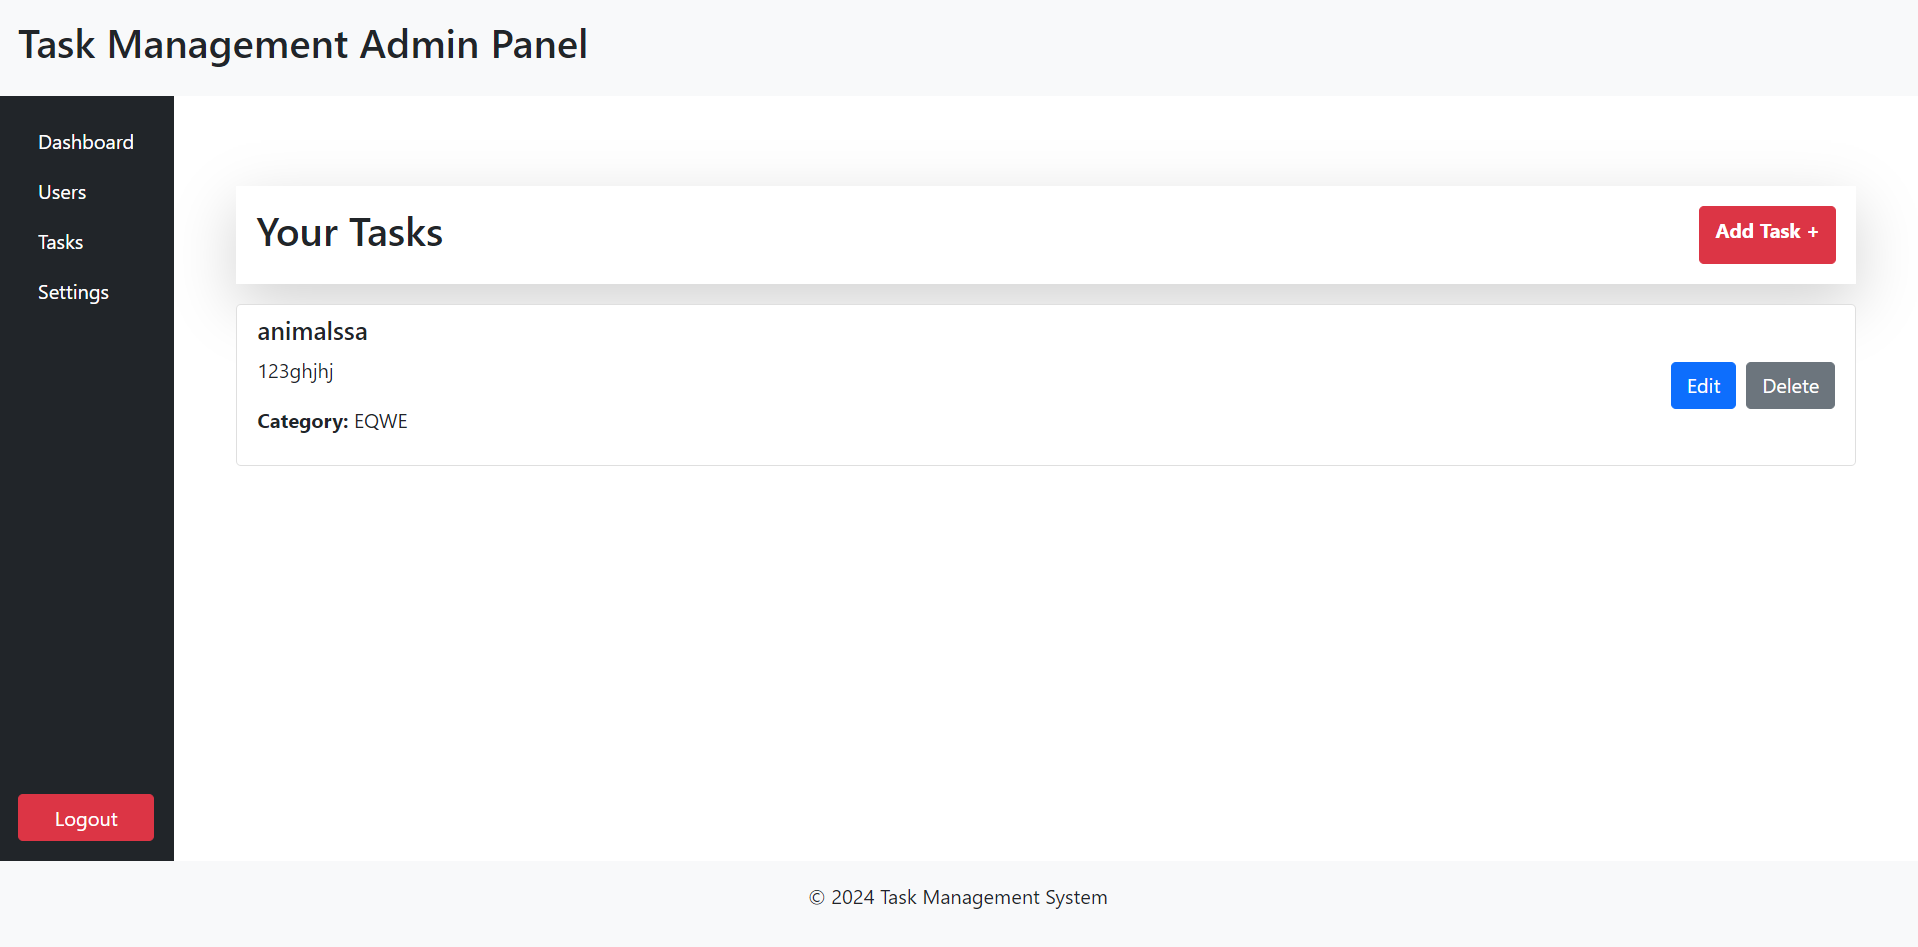 Task Management Admin Panel
Dashboard
Users
Tasks
Settings
Logout
Your Tasks
Add Task +
animalssa
123ghjhj
Category: EQWE
Edit
Delete
© 2024 Task Management System